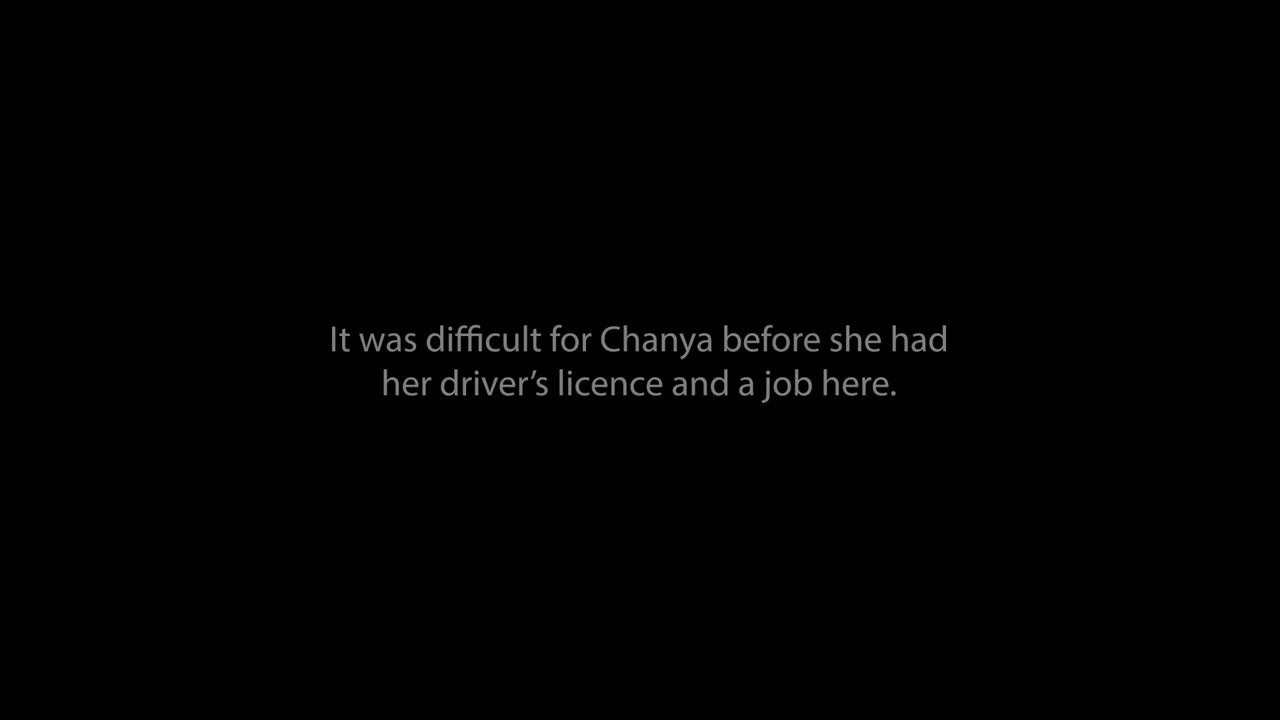 It was difficult for Chanya before she had
her driver’s licence and a job here.